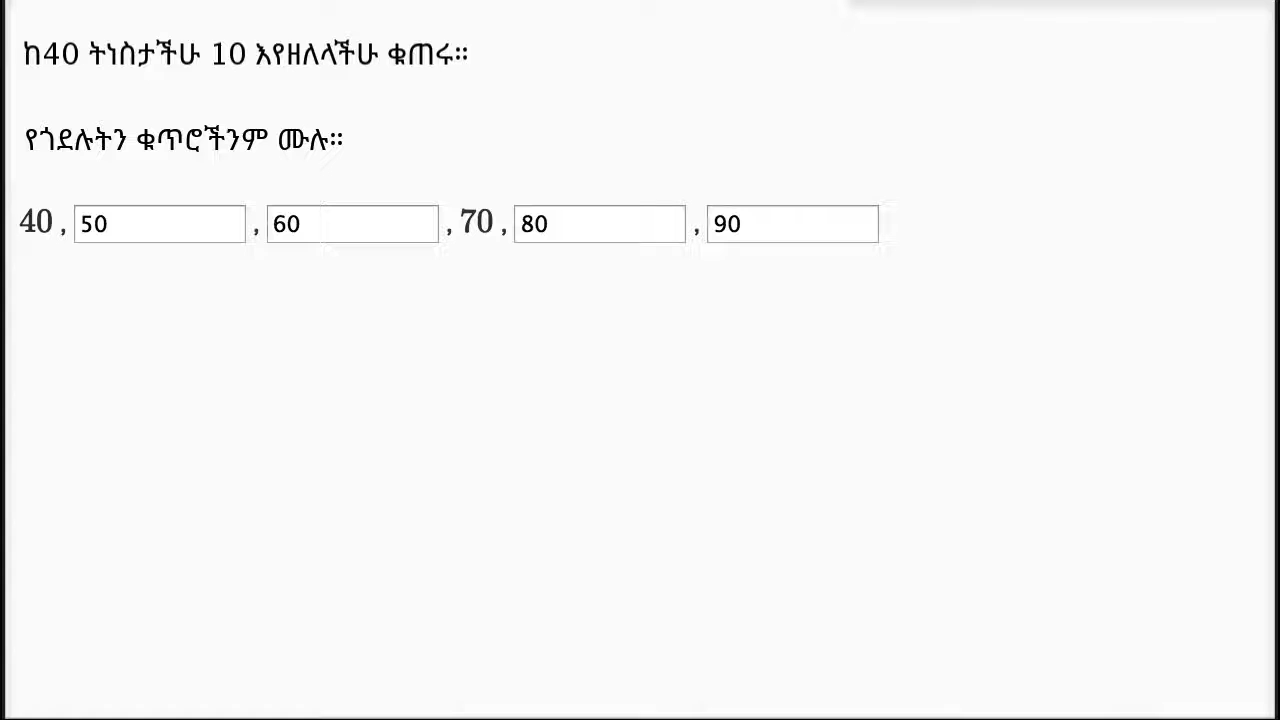 ከ40 ትነስታችሁ 10 እየዘለላችሁ ቁጠሩ።
የጎደሉትን ቁጥሮችንም ሙሉ።
40 , 50 , 60 , 70 , 80 , 90